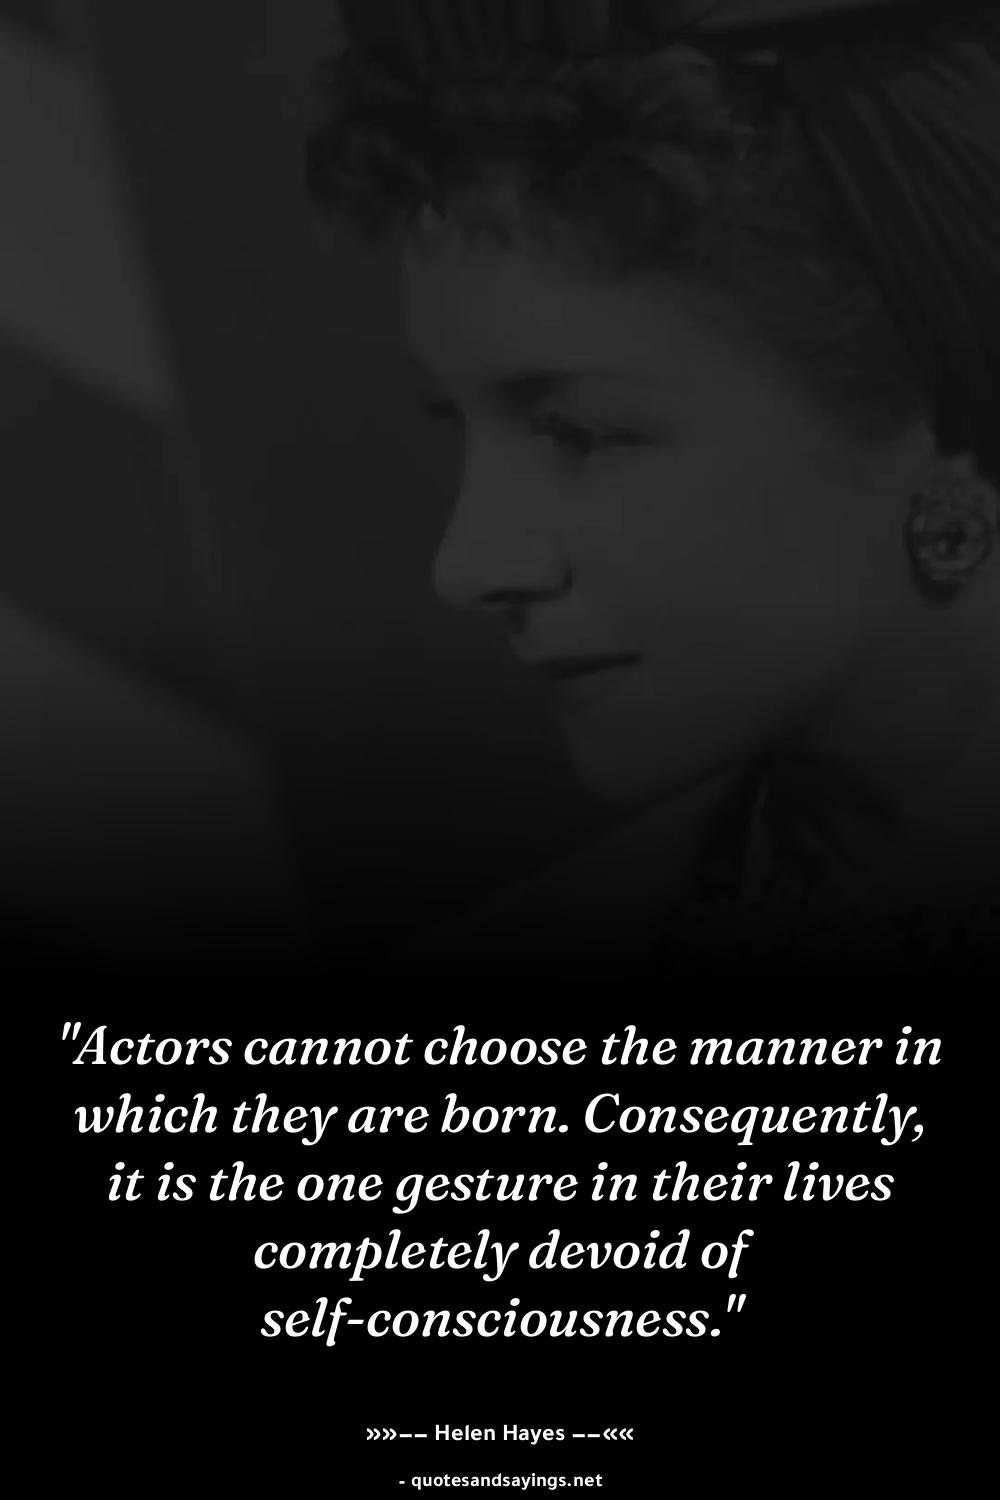 "Actors cannot choose the manner in
which they are born. Consequently,
it is the one gesture in their lives
completely devoid of
self-consciousness."
»»–– Helen Hayes ––««
- quotesandsayings.net